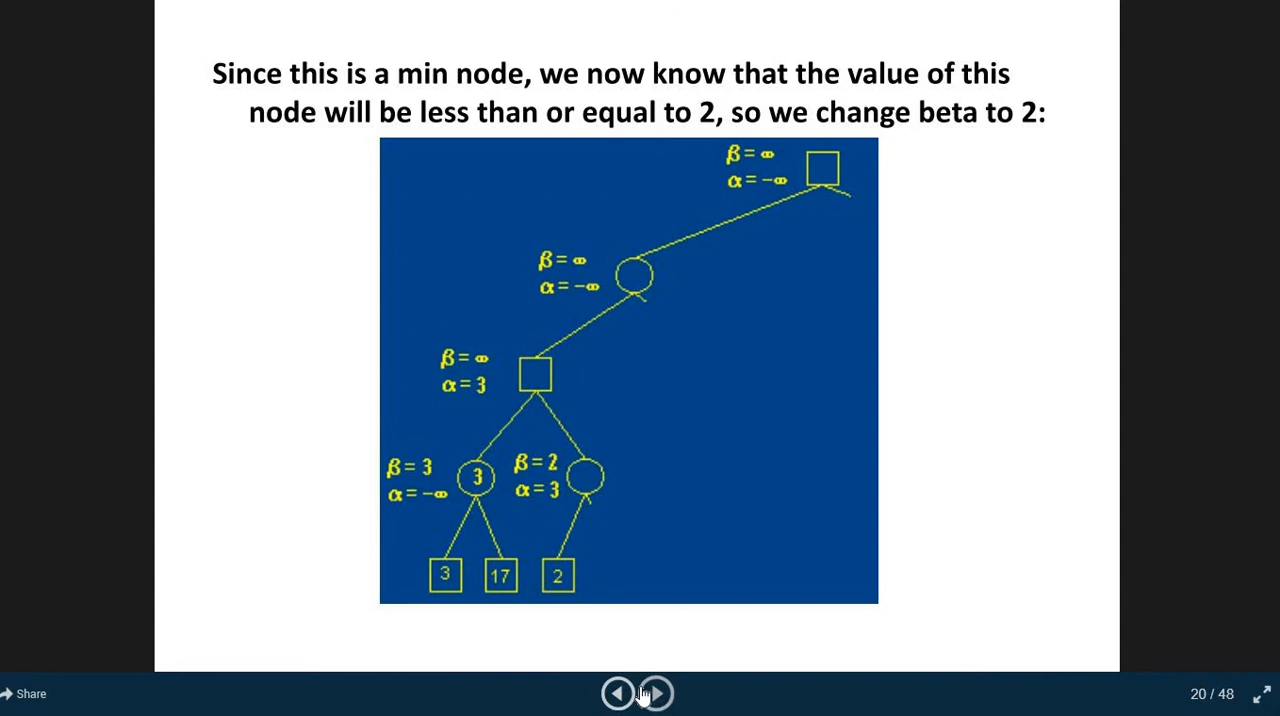 Since this is a min node, we now know that the value of this
node will be less than or equal to 2, so we change beta to 2:
β = ∞
α = -∞
β = ∞
α = -∞
β = ∞
α = 3
β = 3
α = -∞
3
β = 2
α = 3
3
17
2
Share
20 / 48